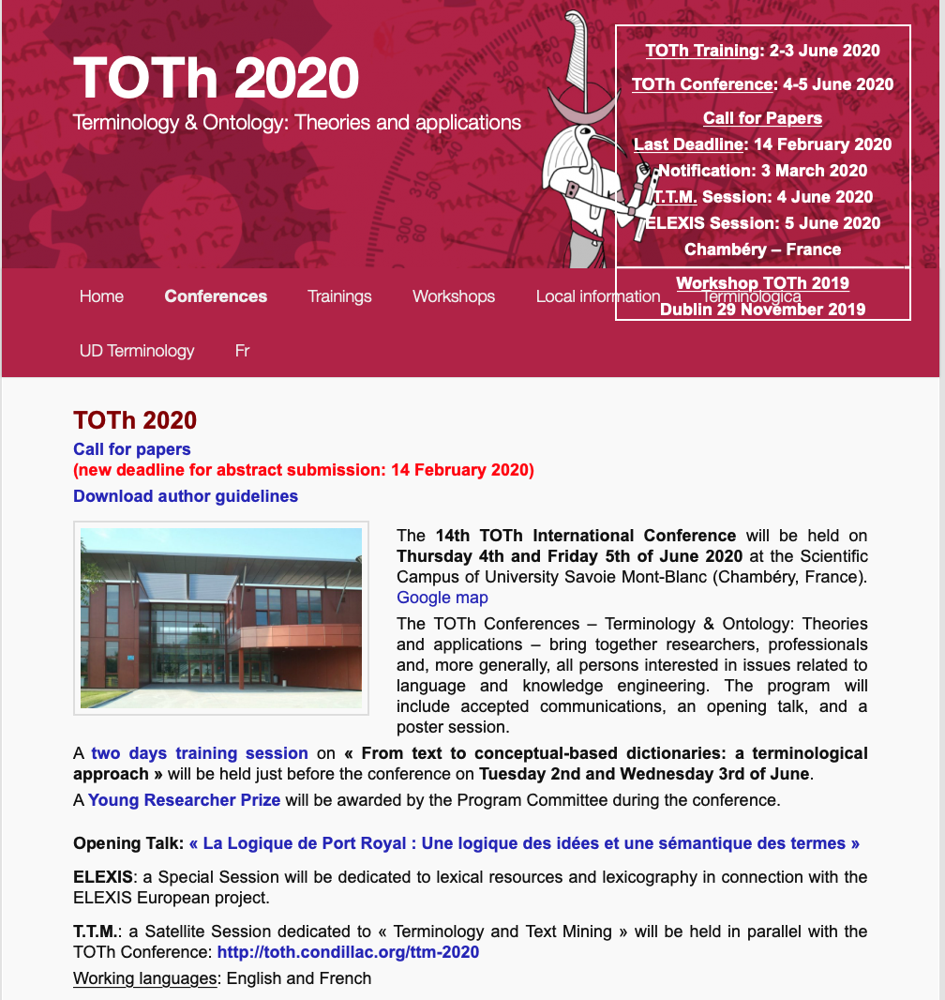 TOTh 2020
Terminology & Ontology: Theories and applications
TOTh Training: 2-3 June 2020
TOTh Conference: 4-5 June 2020
Call for Papers
Last Deadline: 14 February 2020
Notification: 3 March 2020
T.T.M. Session: 4 June 2020
ELEXIS Session: 5 June 2020
Chambéry – France
Workshop TOTh 2019
Dublin 29 November 2019
Home Conferences Trainings Workshops Local information Terminologica
UD Terminology Fr
TOTh 2020
Call for papers
(new deadline for abstract submission: 14 February 2020)
Download author guidelines
The 14th TOTh International Conference will be held on
Thursday 4th and Friday 5th of June 2020 at the Scientific
Campus of University Savoie Mont-Blanc (Chambéry, France).
Google map
The TOTh Conferences – Terminology & Ontology: Theories
and applications – bring together researchers, professionals
and, more generally, all persons interested in issues related to
language and knowledge engineering. The program will
include accepted communications, an opening talk, and a
poster session.
A two days training session on « From text to conceptual-based dictionaries: a terminological
approach » will be held just before the conference on Tuesday 2nd and Wednesday 3rd of June.
A Young Researcher Prize will be awarded by the Program Committee during the conference.
Opening Talk: « La Logique de Port Royal : Une logique des idées et une sémantique des termes »
ELEXIS: a Special Session will be dedicated to lexical resources and lexicography in connection with the
ELEXIS European project.
T.T.M.: a Satellite Session dedicated to « Terminology and Text Mining » will be held in parallel with the
TOTh Conference: http://toth.condillac.org/ttm-2020
Working languages: English and French